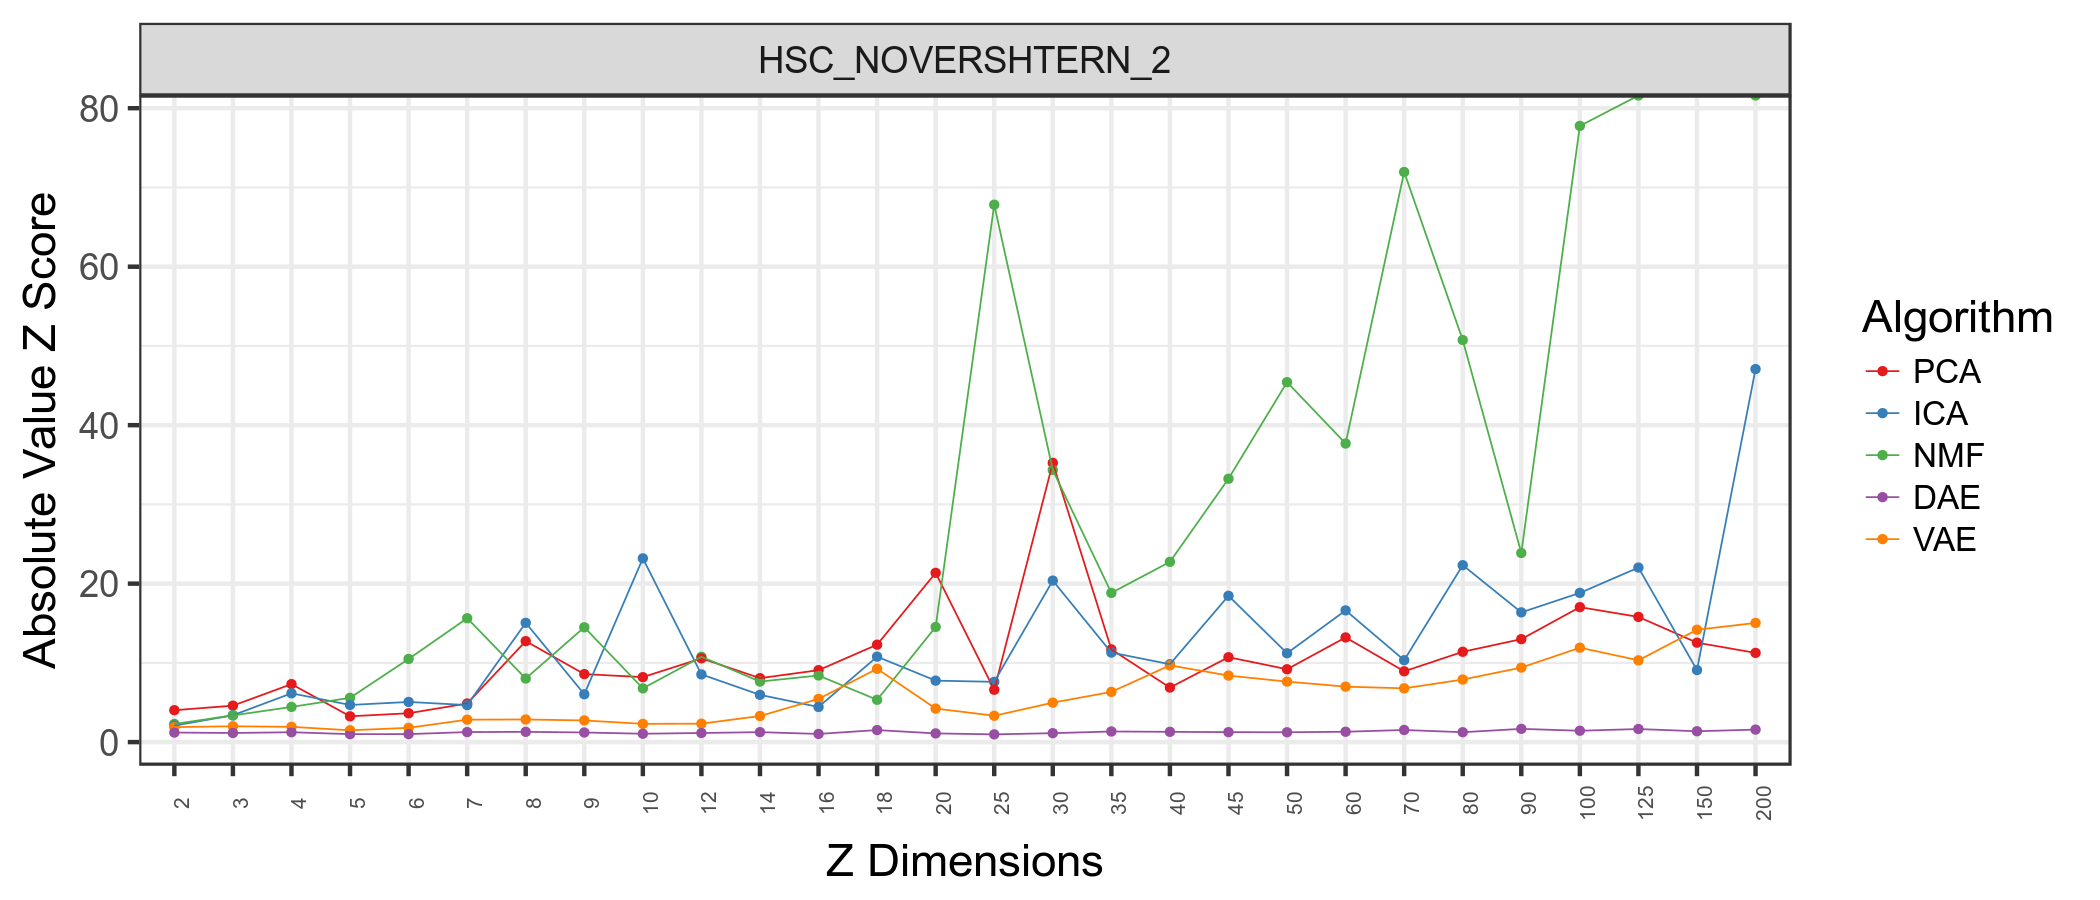 HSC_NOVERSHTERN_2
Absolute Value Z Score
80
60
40
20
0
2 3 4 5 6 7 8 9 10 12 14 16 18 20 25 30 35 40 45 50 60 70 80 90 100 125 150 200
Z Dimensions
Algorithm
PCA
ICA
NMF
DAE
VAE